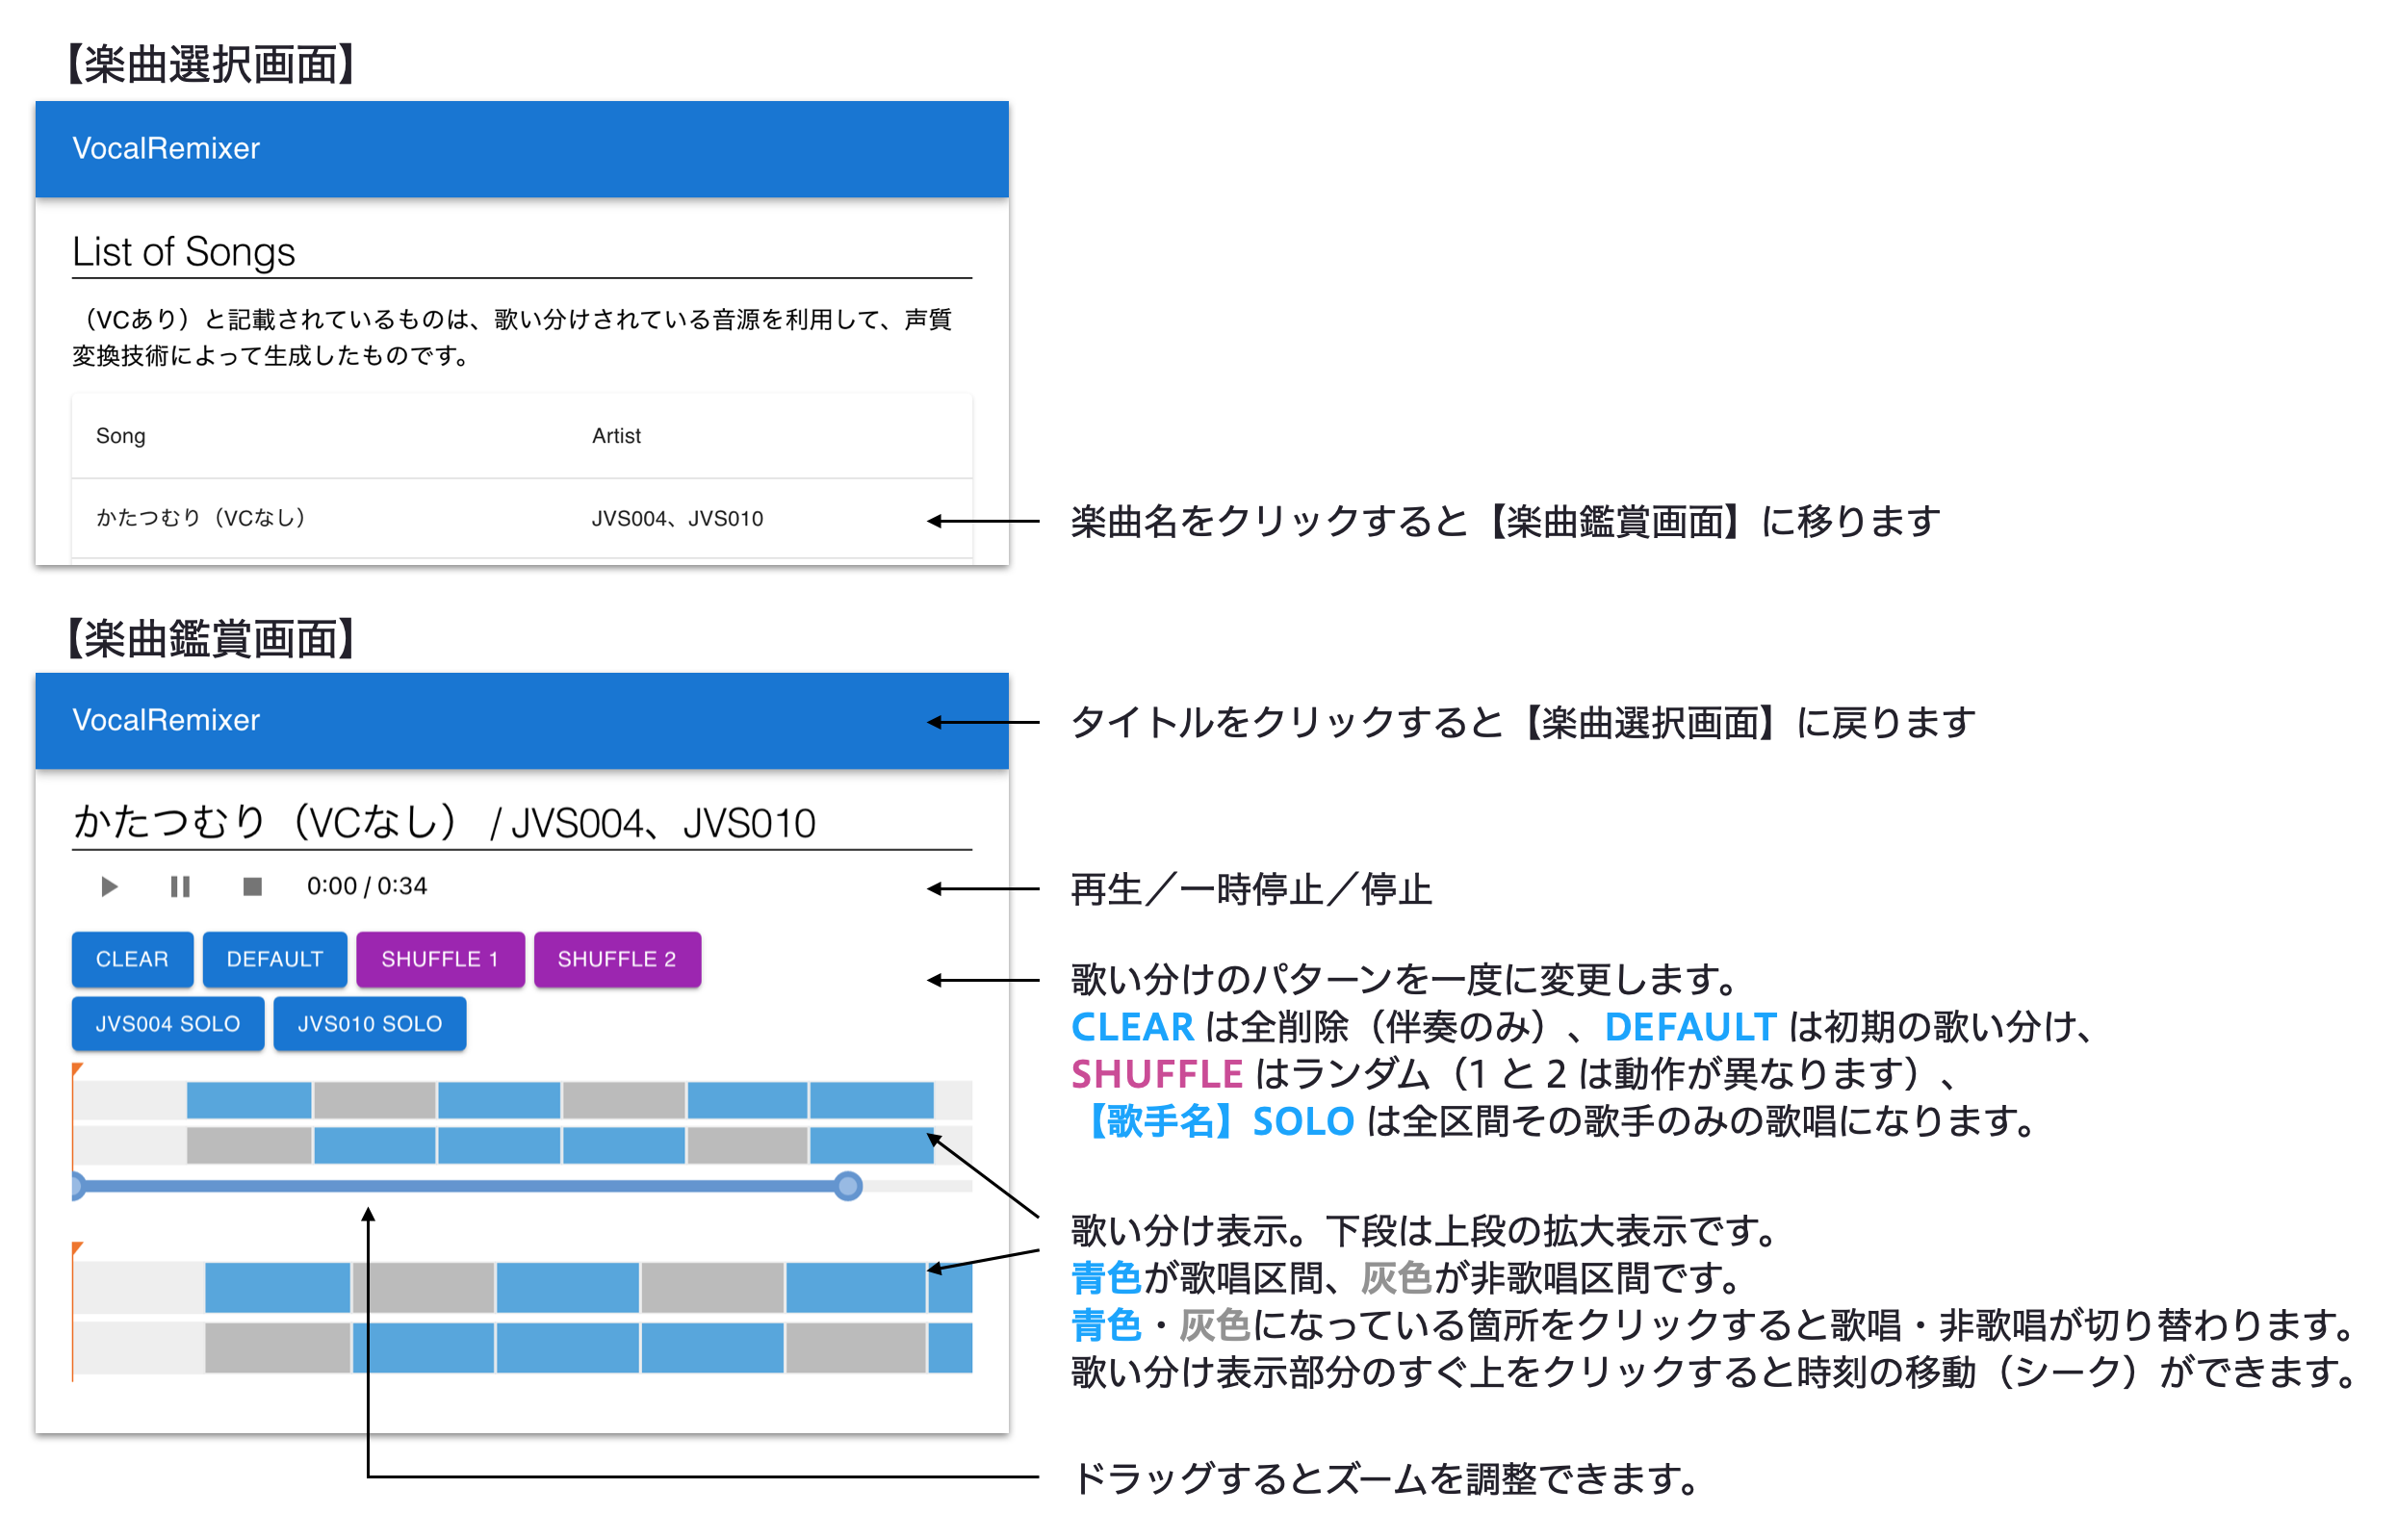 【楽曲選択画面】
VocalRemixer
List of Songs
（VCあり）と記載されているものは、歌い分けされている音源を利用して、声質
変換技術によって生成したものです。
Song Artist
かたつむり（VCなし） JVS004、JVS010
楽曲名をクリックすると【楽曲鑑賞画面】に移ります
【楽曲鑑賞画面】
VocalRemixer
タイトルをクリックすると【楽曲選択画面】に戻ります
かたつむり（VCなし） / JVS004、JVS010
0:00 / 0:34
再生／一時停止／停止
CLEAR DEFAULT SHUFFLE 1 SHUFFLE 2
JVS004 SOLO JVS010 SOLO
歌い分けのパターンを一度に変更します。
CLEAR は全削除（伴奏のみ）、DEFAULT は初期の歌い分け、
SHUFFLE はランダム（1 と 2 は動作が異なります）、
【歌手名】SOLO は全区間その歌手のみの歌唱になります。
歌い分け表示。下段は上段の拡大表示です。
青色が歌唱区間、灰色が非歌唱区間です。
青色・灰色になっている箇所をクリックすると歌唱・非歌唱が切り替わります。
歌い分け表示部分のすぐ上をクリックすると時刻の移動（シーク）ができます。
ドラッグするとズームを調整できます。